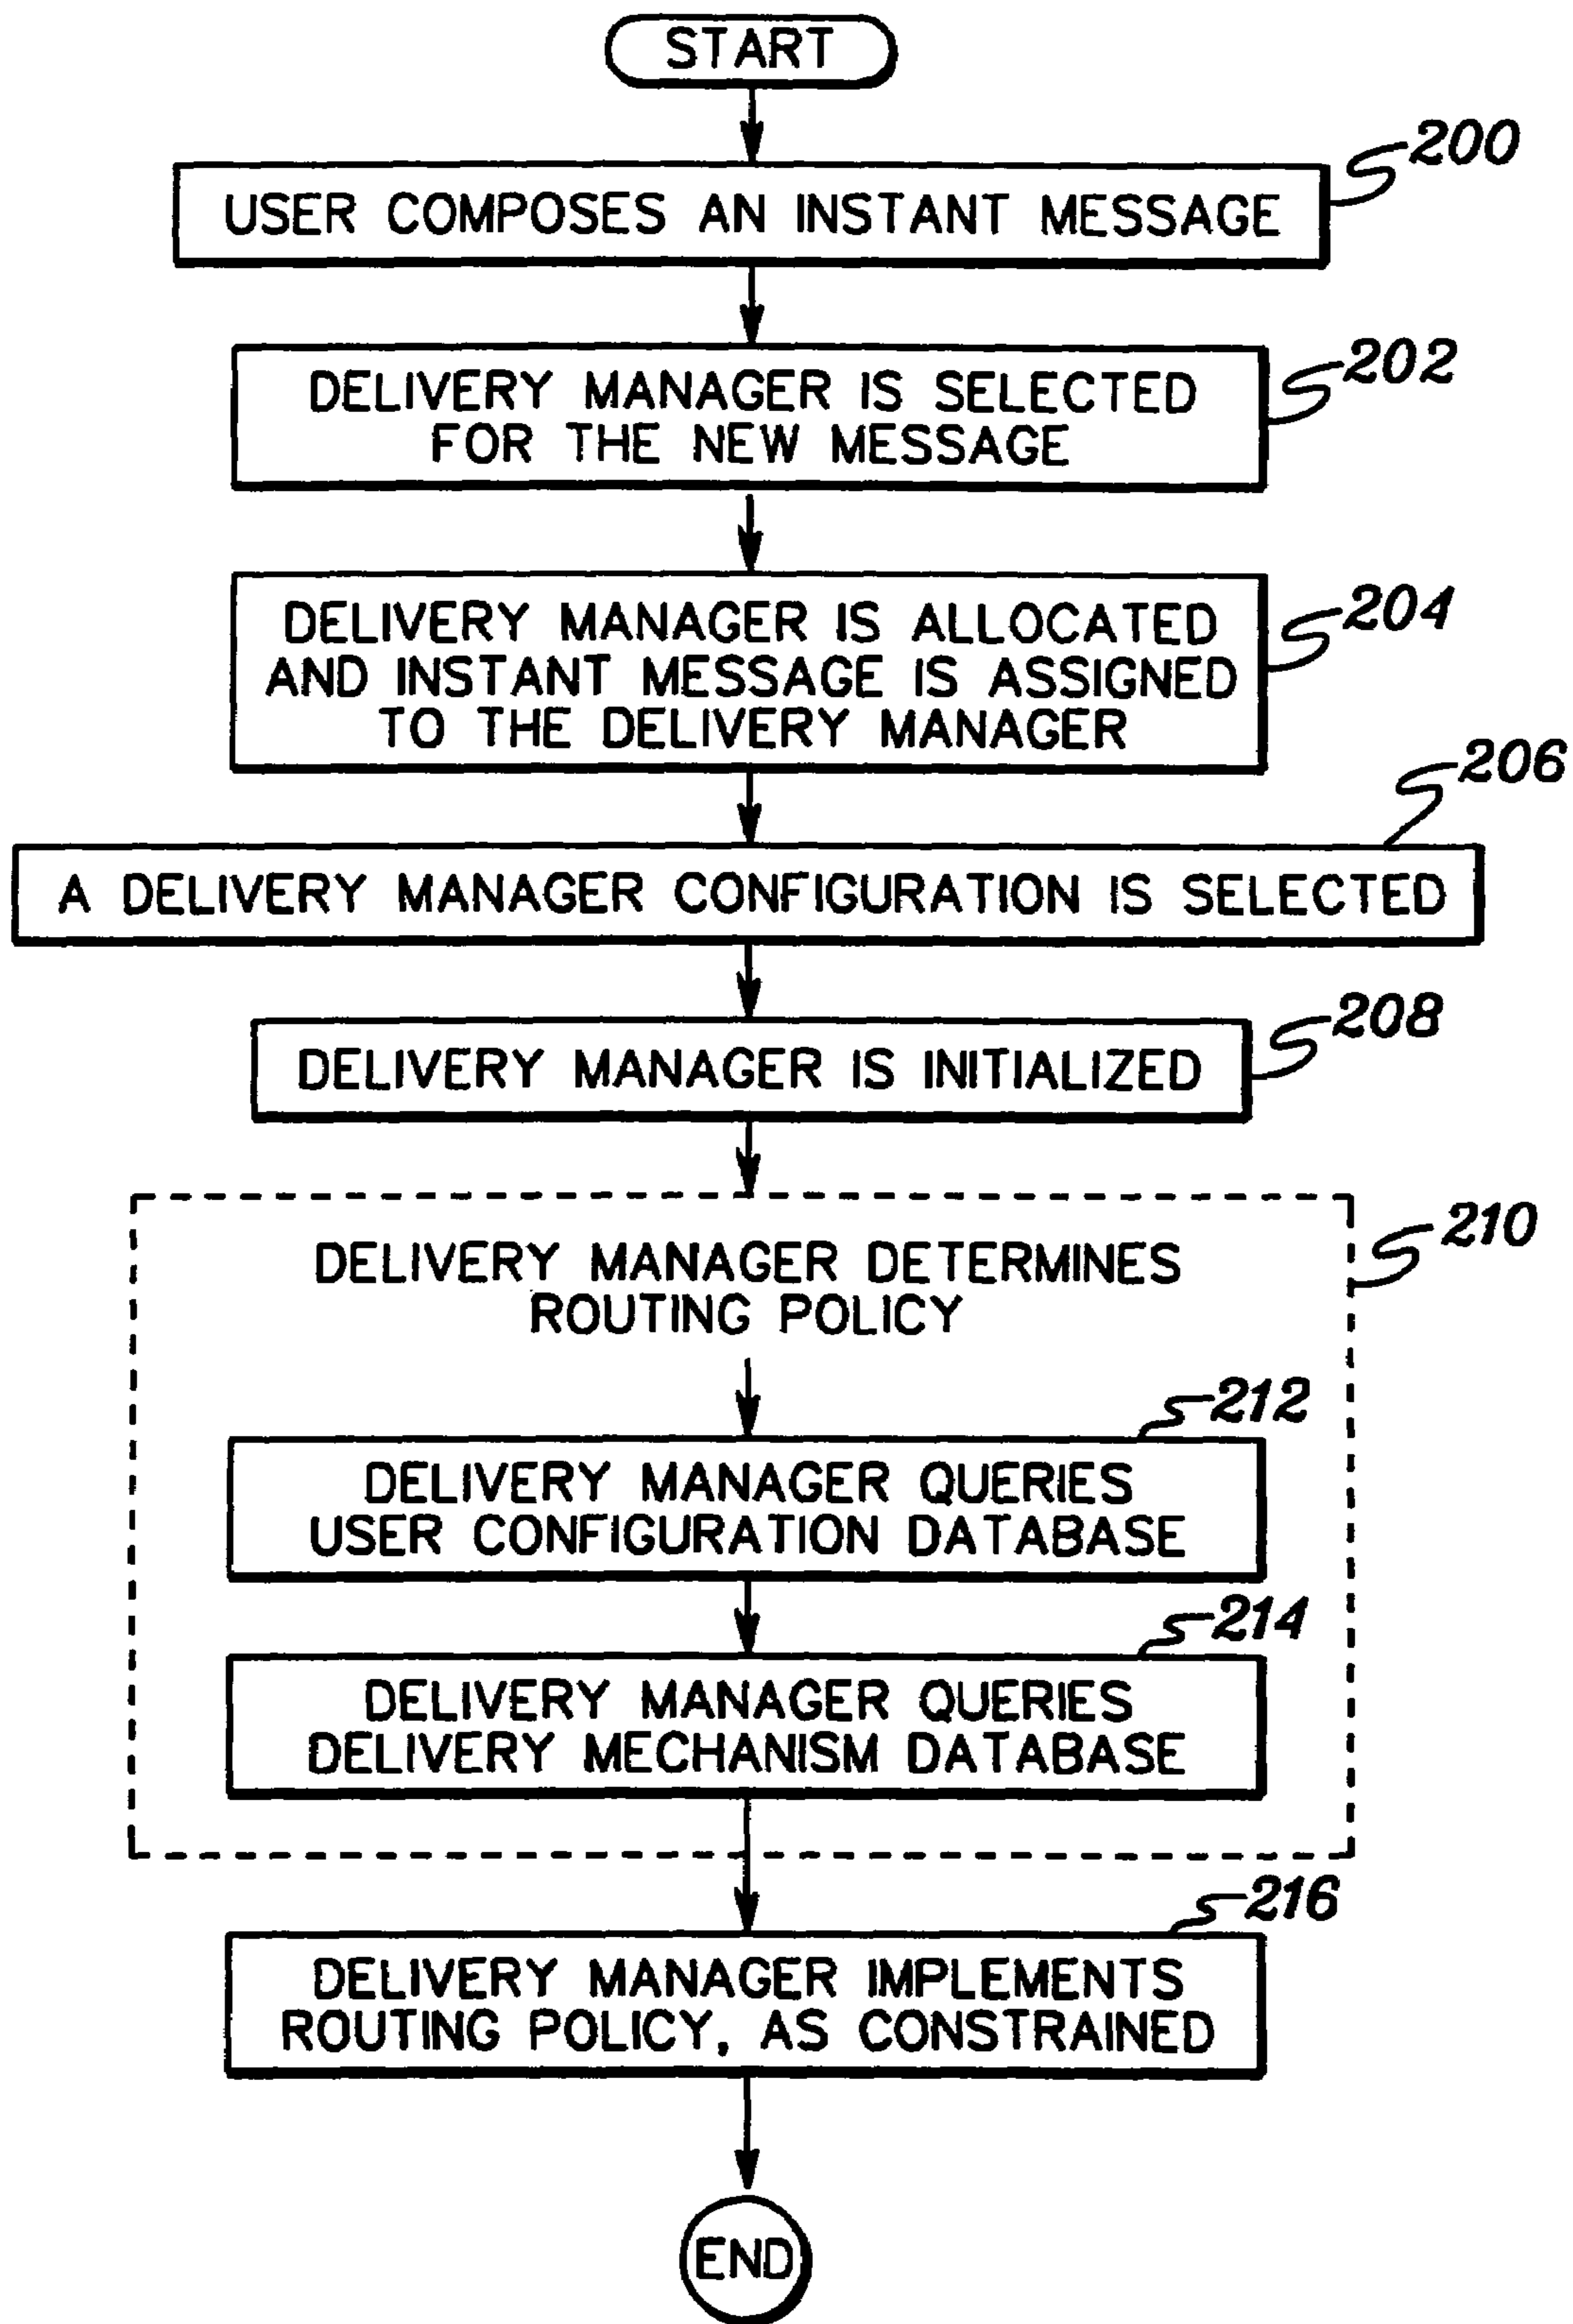 START
200
USER COMPOSES AN INSTANT MESSAGE
202
DELIVERY MANAGER IS SELECTED
FOR THE NEW MESSAGE
204
DELIVERY MANAGER IS ALLOCATED
AND INSTANT MESSAGE IS ASSIGNED
TO THE DELIVERY MANAGER
206
A DELIVERY MANAGER CONFIGURATION IS SELECTED
208
DELIVERY MANAGER IS INITIALIZED
210
DELIVERY MANAGER DETERMINES
ROUTING POLICY
212
DELIVERY MANAGER QUERIES
USER CONFIGURATION DATABASE
214
DELIVERY MANAGER QUERIES
DELIVERY MECHANISM DATABASE
216
DELIVERY MANAGER IMPLEMENTS
ROUTING POLICY, AS CONSTRAINED
END